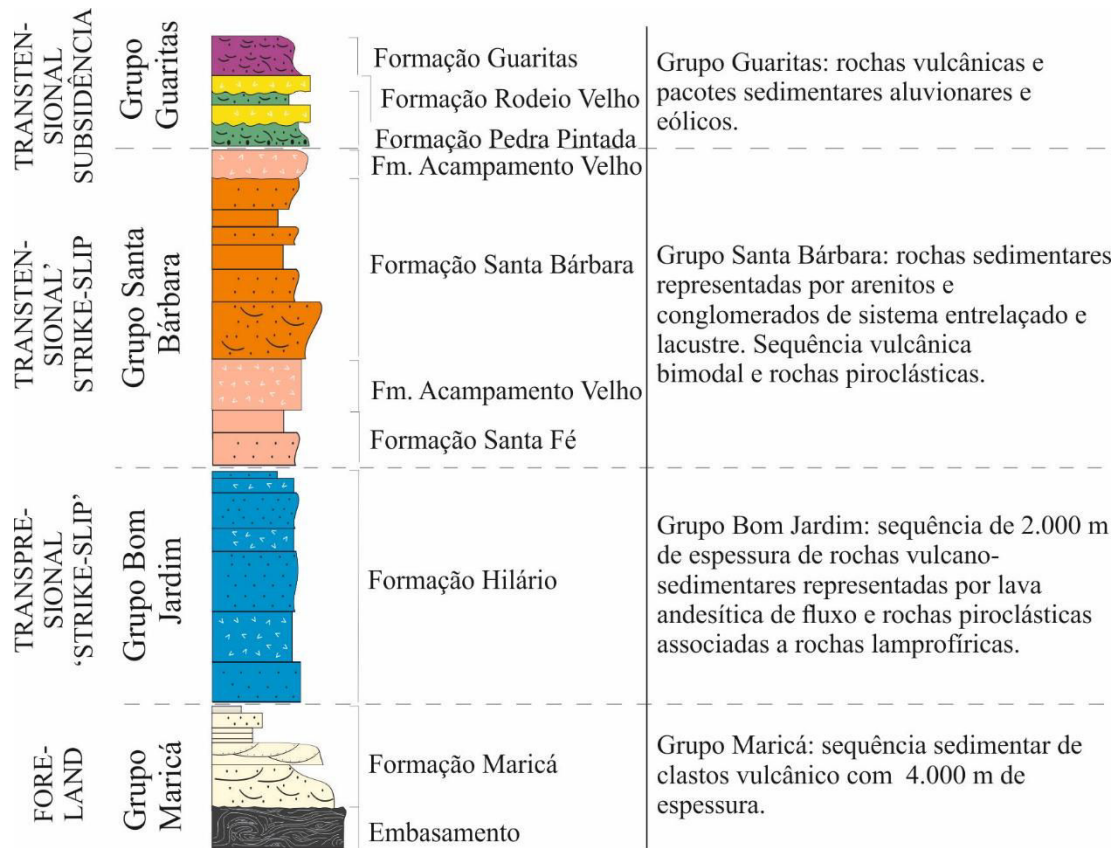 TRANSTEN-
SIONAL
SUBSIDÊNCIA
Grupo
Guaritas
Formação Guaritas
Formação Rodeio Velho
Formação Pedra Pintada
Grupo Guaritas: rochas vulcânicas e
pacotes sedimentares aluvionares e
eólicos.
TRANSTEN-
SIONAL’
STRIKE-SLIP
Grupo Santa
Bárbara
Fm. Acampamento Velho
Formação Santa Bárbara
Fm. Acampamento Velho
Formação Santa Fé
Grupo Santa Bárbara: rochas sedimentares
representadas por arenitos e
conglomerados de sistema entrelaçado e
lacustre. Sequência vulcânica
bimodal e rochas piroclásticas.
TRANSPRE-
SIONAL
‘STRIKE-SLIP’
Grupo Bom
Jardim
Formação Hilário
Grupo Bom Jardim: sequência de 2.000 m
de espessura de rochas vulcano-
sedimentares representadas por lava
andesítica de fluxo e rochas piroclásticas
associadas a rochas lamprofíricas.
FORE-
LAND
Grupo
Maricá
Formação Maricá
Embasamento
Grupo Maricá: sequência sedimentar de
clastos vulcânico com 4.000 m de
espessura.